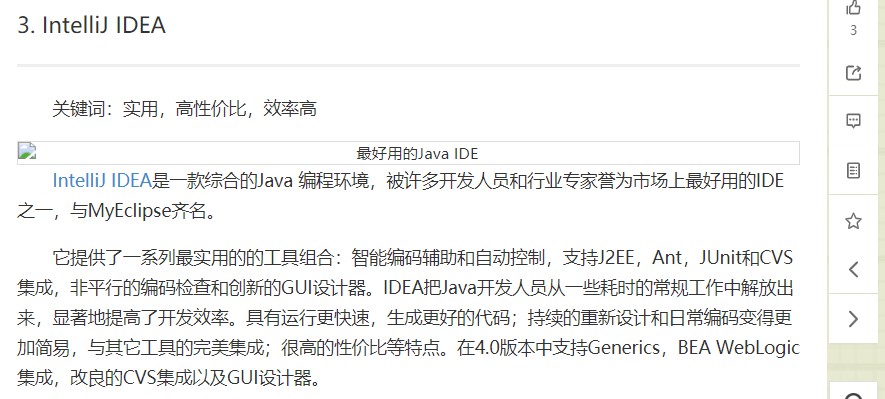 3. IntelliJ IDEA
3
关键词：实用，高性价比，效率高
最好用的Java IDE
IntelliJ IDEA是一款综合的Java 编程环境，被许多开发人员和行业专家誉为市场上最好用的IDE
之一，与MyEclipse齐名。
它提供了一系列最实用的的工具组合：智能编码辅助和自动控制，支持J2EE，Ant，JUnit和CVS
集成，非平行的编码检查和创新的GUI设计器。IDEA把Java开发人员从一些耗时的常规工作中解放出
来，显著地提高了开发效率。具有运行更快速，生成更好的代码；持续的重新设计和日常编码变得更
加简易，与其它工具的完美集成；很高的性价比等特点。在4.0版本中支持Generics，BEA WebLogic
集成，改良的CVS集成以及GUI设计器。